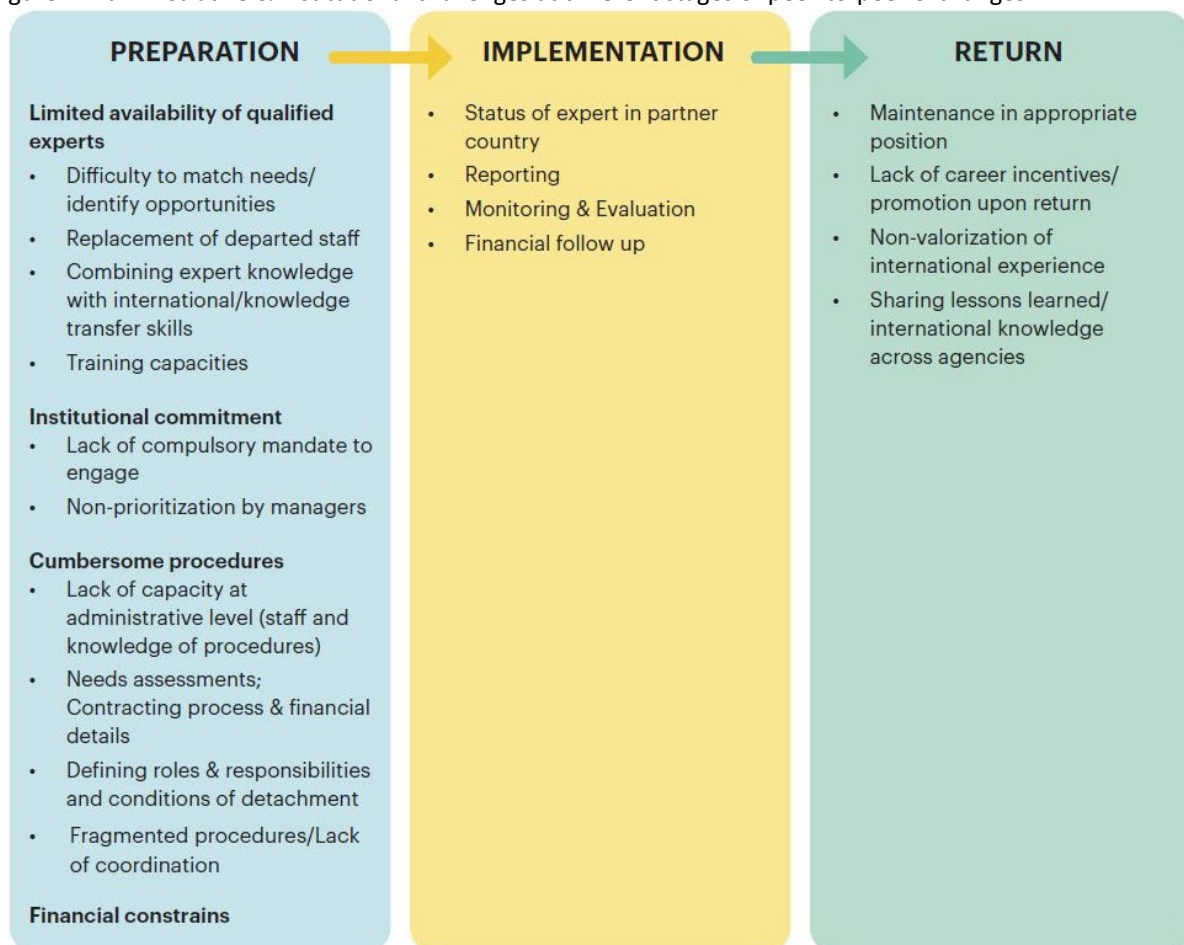 PREPARATION
Limited availability of qualified
experts
• Difficulty to match needs/
identify opportunities
• Replacement of departed staff
• Combining expert knowledge
with international/knowledge
transfer skills
• Training capacities
Institutional commitment
• Lack of compulsory mandate to
engage
• Non-prioritization by managers
Cumbersome procedures
• Lack of capacity at
administrative level (staff and
knowledge of procedures)
• Needs assessments;
Contracting process & financial
details
• Defining roles & responsibilities
and conditions of detachment
• Fragmented procedures/Lack
of coordination
Financial constrains
IMPLEMENTATION
• Status of expert in partner
country
• Reporting
• Monitoring & Evaluation
• Financial follow up
RETURN
• Maintenance in appropriate
position
• Lack of career incentives/
promotion upon return
• Non-valorization of
international experience
• Sharing lessons learned/
international knowledge
across agencies